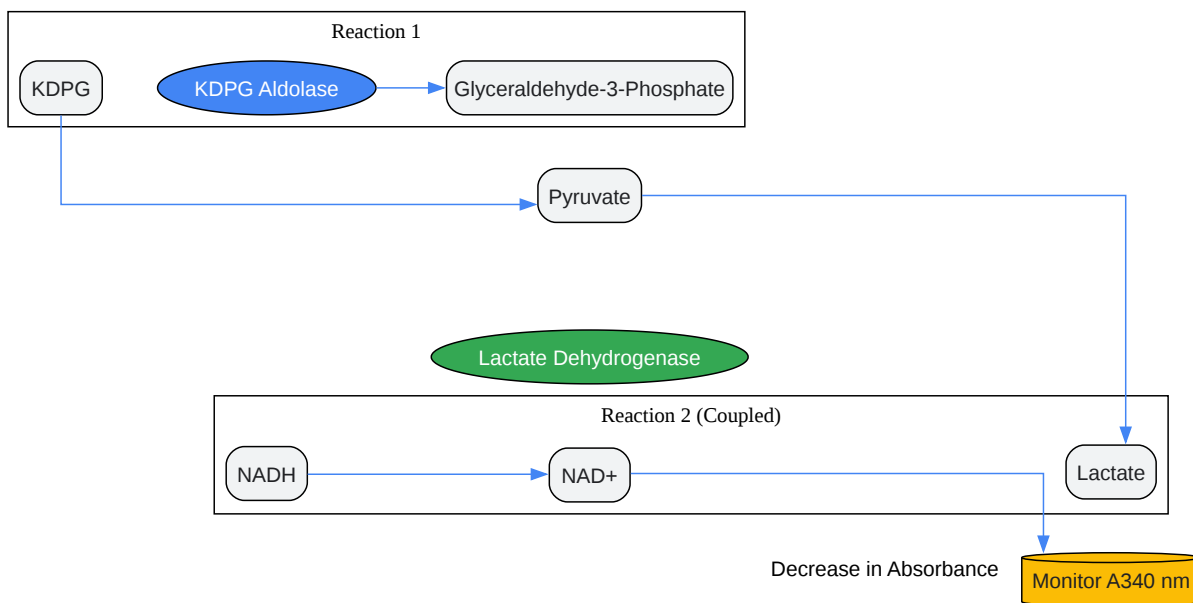 Reaction 1
KDPG
KDPG Aldolase
Glyceraldehyde-3-Phosphate
Pyruvate
Lactate Dehydrogenase
Reaction 2 (Coupled)
NADH
NAD+
Lactate
Decrease in Absorbance
Monitor A340 nm